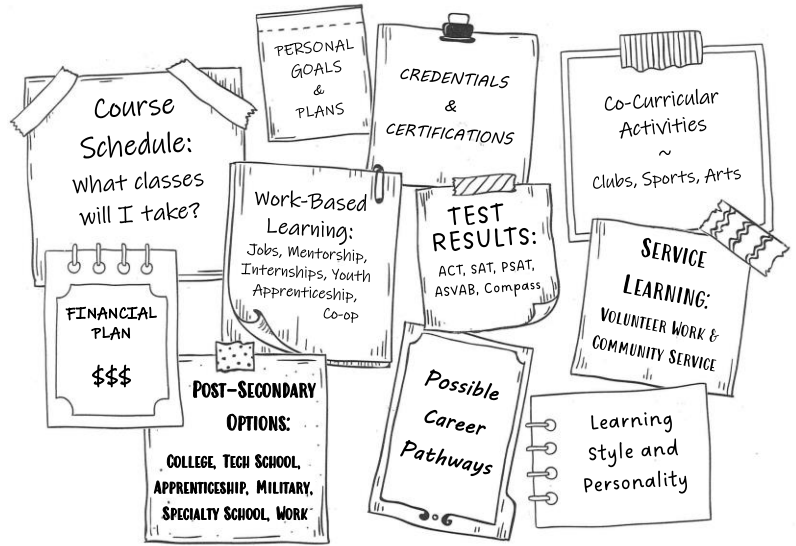 PERSONAL
GOALS
&
PLANS
CREDENTIALS
&
CERTIFICATIONS
Co-Curricular
Activities
~
Clubs, Sports, Arts
Course
Schedule:
What classes
will I take?
Work-Based
Learning:
Jobs, Mentorship,
Internships, Youth
Apprenticeship,
Co-op
TEST
RESULTS:
ACT, SAT, PSAT,
ASVAB, Compass
SERVICE
LEARNING:
VOLUNTEER WORK &
COMMUNITY SERVICE
FINANCIAL
PLAN
$$$
POST-SECONDARY
OPTIONS:
COLLEGE, TECH SCHOOL,
APPRENTICESHIP, MILITARY,
SPECIALTY SCHOOL, WORK
Possible
Career
Pathways
Learning
Style and
Personality